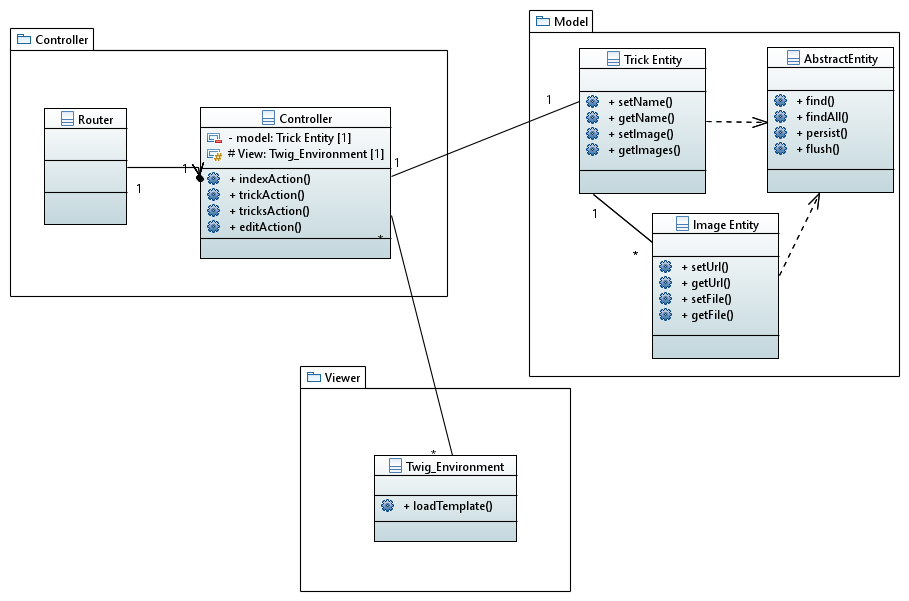 Controller
Router
1
1
Controller
- model: Trick Entity [1]
# View: Twig_Environment [1]
+ indexAction()
+ trickAction()
+ tricksAction()
+ editAction()
1
*
1
Model
Trick Entity
+ setName()
+ getName()
+ setImage()
+ getImages()
AbstractEntity
+ find()
+ findAll()
+ persist()
+ flush()
1
*
Image Entity
+ setUrl()
+ getUrl()
+ setFile()
+ getFile()
Viewer
*
Twig_Environment
+ loadTemplate()